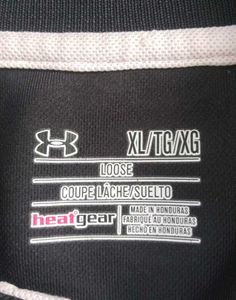 XL/TG/XG
LOOSE
COUPE LÂCHE/SUELTO
heatgear
MADE IN HONDURAS
FABRIQUÉ AU HONDURAS
HECHO EN HONDURAS